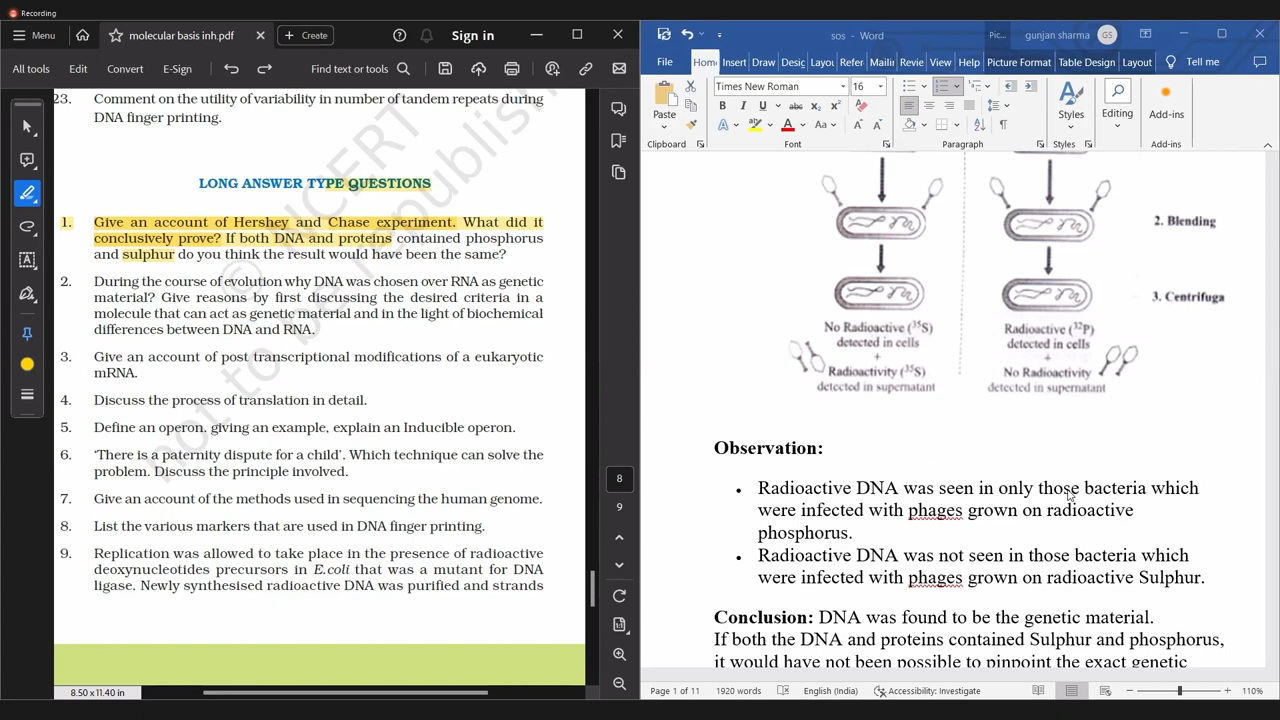 Recording
Menu
molecular basis inh.pdf
Create
Sign in
All tools
Edit
Convert
E-Sign
Find text or tools
23. Comment on the utility of variability in number of tandem repeats during
DNA finger printing.
LONG ANSWER TYPE QUESTIONS
1. Give an account of Hershey and Chase experiment. What did it
conclusively prove? If both DNA and proteins contained phosphorus
and sulphur do you think the result would have been the same?
2. During the course of evolution why DNA was chosen over RNA as genetic
material? Give reasons by first discussing the desired criteria in a
molecule that can act as genetic material and in the light of biochemical
differences between DNA and RNA.
3. Give an account of post transcriptional modifications of a eukaryotic
mRNA.
4. Discuss the process of translation in detail.
5. Define an operon. giving an example, explain an Inducible operon.
6. ‘There is a paternity dispute for a child’. Which technique can solve the
problem. Discuss the principle involved.
7. Give an account of the methods used in sequencing the human genome.
8. List the various markers that are used in DNA finger printing.
9. Replication was allowed to take place in the presence of radioactive
deoxynucleotides precursors in E.coli that was a mutant for DNA
ligase. Newly synthesised radioactive DNA was purified and strands
© NCERT
not to be republish
8
9
8.50 x 11.40 in
sos - Word
Pic...
gunjan sharma
GS
File
Home
Insert
Draw
Desig
Layou
Refer
Mailin
Revie
View
Help
Picture Format
Table Design
Layout
Tell me
Paste
Times New Roman
16
B I U abc x₂ x²
A Aa A A
Styles
Editing
Add-ins
Clipboard
Font
Paragraph
Styles
Add-ins
2. Blending
3. Centrifuga
No Radioactive (³⁵S)
detected in cells
+
Radioactivity (³⁵S)
detected in supernatant
Radioactive (³²P)
detected in cells
+
No Radioactivity
detected in supernatant
Observation:
• Radioactive DNA was seen in only those bacteria which
were infected with phages grown on radioactive
phosphorus.
• Radioactive DNA was not seen in those bacteria which
were infected with phages grown on radioactive Sulphur.
Conclusion: DNA was found to be the genetic material.
If both the DNA and proteins contained Sulphur and phosphorus,
it would have not been possible to pinpoint the exact genetic
Page 1 of 11
1920 words
English (India)
Accessibility: Investigate
110%